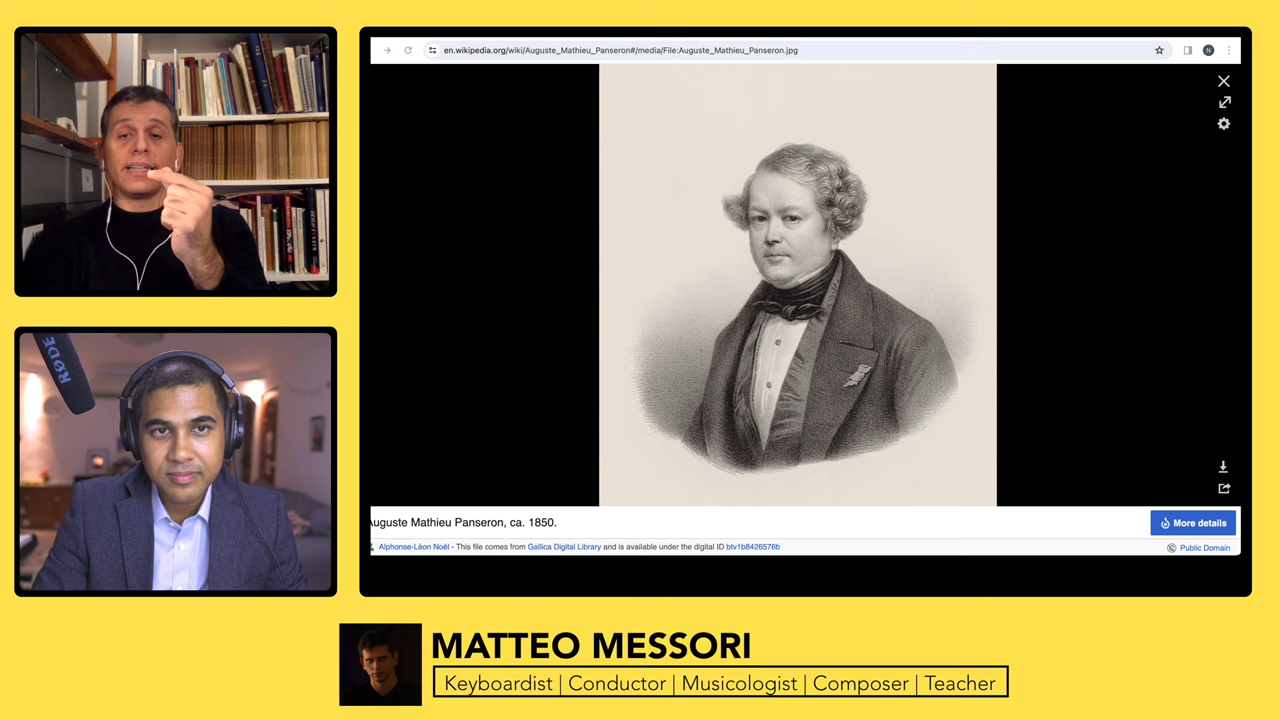 en.wikipedia.org/wiki/Auguste_Mathieu_Panseron#/media/File:Auguste_Mathieu_Panseron.jpg
N
RØDE
Auguste Mathieu Panseron, ca. 1850.
More details
Alphonse-Léon Noël - This file comes from Gallica Digital Library and is available under the digital ID btv1b8426576b
Public Domain
MATTEO MESSORI
Keyboardist | Conductor | Musicologist | Composer | Teacher